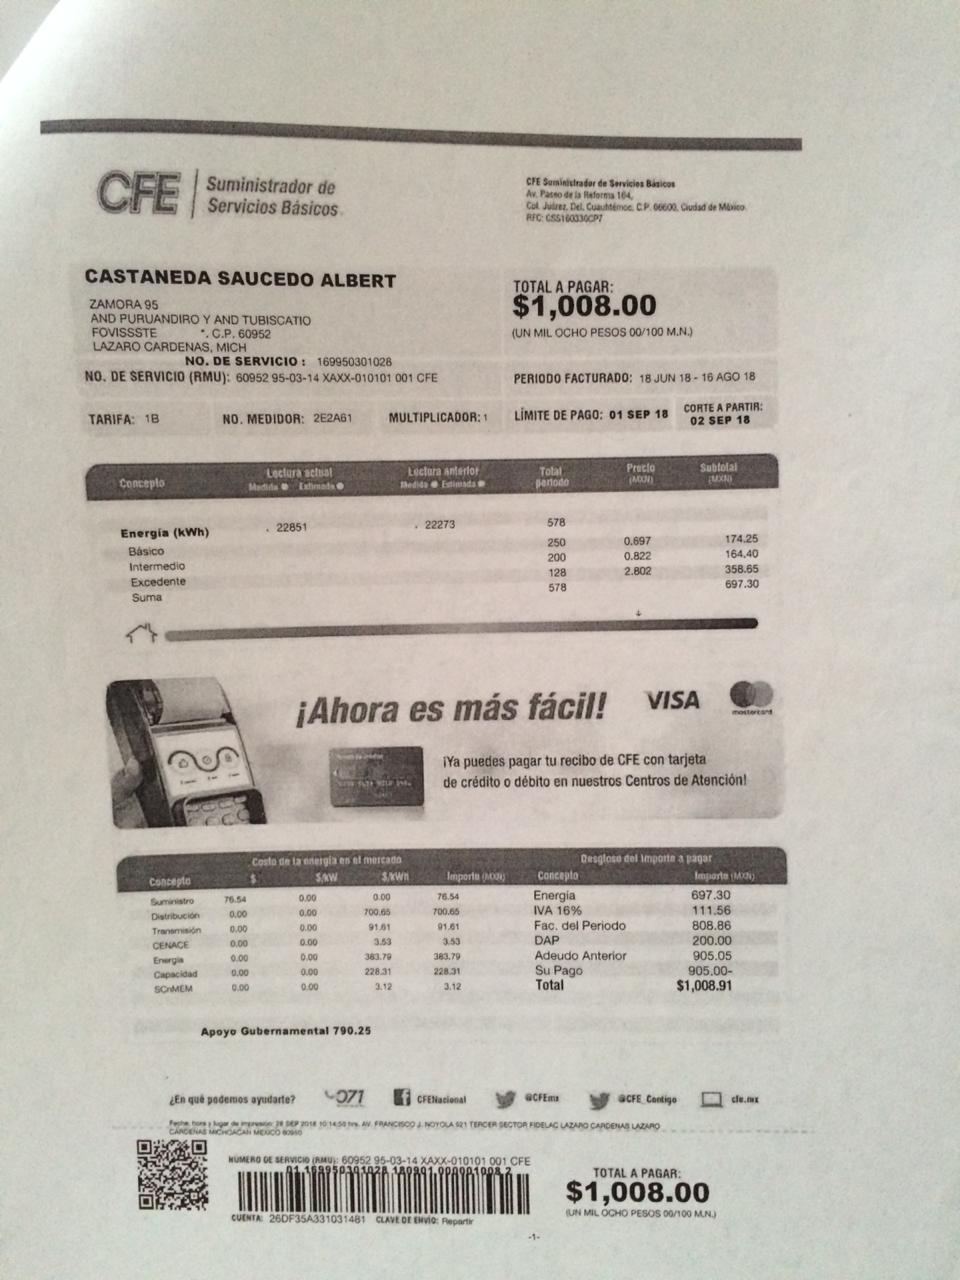 CFE Suministrador de
Servicios Básicos
CFE Suministrador de Servicios Básicos
Av. Paseo de la Reforma 164,
Col. Juárez, Del. Cuauhtémoc, C.P. 06600, Ciudad de México.
RFC: CSS160330CP7
CASTANEDA SAUCEDO ALBERT
ZAMORA 95
AND PURUANDIRO Y AND TUBISCATIO
FOVISSSTE *. C.P. 60952
LAZARO CARDENAS, MICH
NO. DE SERVICIO : 169950301028
NO. DE SERVICIO (RMU): 60952 95-03-14 XAXX-010101 001 CFE
TOTAL A PAGAR:
$1,008.00
(UN MIL OCHO PESOS 00/100 M.N.)
PERIODO FACTURADO: 18 JUN 18 - 16 AGO 18
TARIFA: 1B NO. MEDIDOR: 2E2A61 MULTIPLICADOR: 1 LÍMITE DE PAGO: 01 SEP 18 CORTE A PARTIR:
02 SEP 18
Concepto Lectura actual Lectura anterior Total periodo Precio (MXN) Subtotal (MXN)
Medida Estimada Medida Estimada
Energía (kWh) . 22851 . 22273 578
Básico 250 0.697 174.25
Intermedio 200 0.822 164.40
Excedente 128 2.802 358.65
Suma 578 697.30
¡Ahora es más fácil! VISA mastercard
¡Ya puedes pagar tu recibo de CFE con tarjeta
de crédito o débito en nuestros Centros de Atención!
Costo de la energía en el mercado
Concepto $ $/kW $/kWh Importe (MXN)
Suministro 76.54 0.00 0.00 76.54
Distribución 0.00 0.00 700.65 700.65
Transmisión 0.00 0.00 91.61 91.61
CENACE 0.00 0.00 3.53 3.53
Energía 0.00 0.00 383.79 383.79
Capacidad 0.00 0.00 228.31 228.31
SCnMEM 0.00 0.00 3.12 3.12
Desglose del importe a pagar
Concepto Importe (MXN)
Energía 697.30
IVA 16% 111.56
Fac. del Periodo 808.86
DAP 200.00
Adeudo Anterior 905.05
Su Pago 905.00-
Total $1,008.91
Apoyo Gubernamental 790.25
¿En qué podemos ayudarte? 071 CFENacional @CFEmx @CFE_Contigo cfe.mx
Fecha, hora y lugar de impresión: 28 SEP 2018 10:14:50 hrs. AV. FRANCISCO J. NOYOLA 921 TERCER SECTOR FIDELAC LAZARO CARDENAS LAZARO
CARDENAS MICHOACAN MEXICO 60950
NÚMERO DE SERVICIO (RMU): 60952 95-03-14 XAXX-010101 001 CFE
01 169950301028 180901 000001008 2
CUENTA: 26DF35A331031481 CLAVE DE ENVÍO: Repartir
TOTAL A PAGAR:
$1,008.00
(UN MIL OCHO PESOS 00/100 M.N.)
-1-